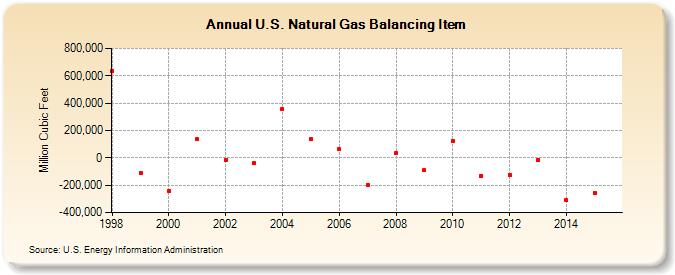 Annual U.S. Natural Gas Balancing Item
Million Cubic Feet
800,000
600,000
400,000
200,000
0
-200,000
-400,000
1998 2000 2002 2004 2006 2008 2010 2012 2014
Source: U.S. Energy Information Administration